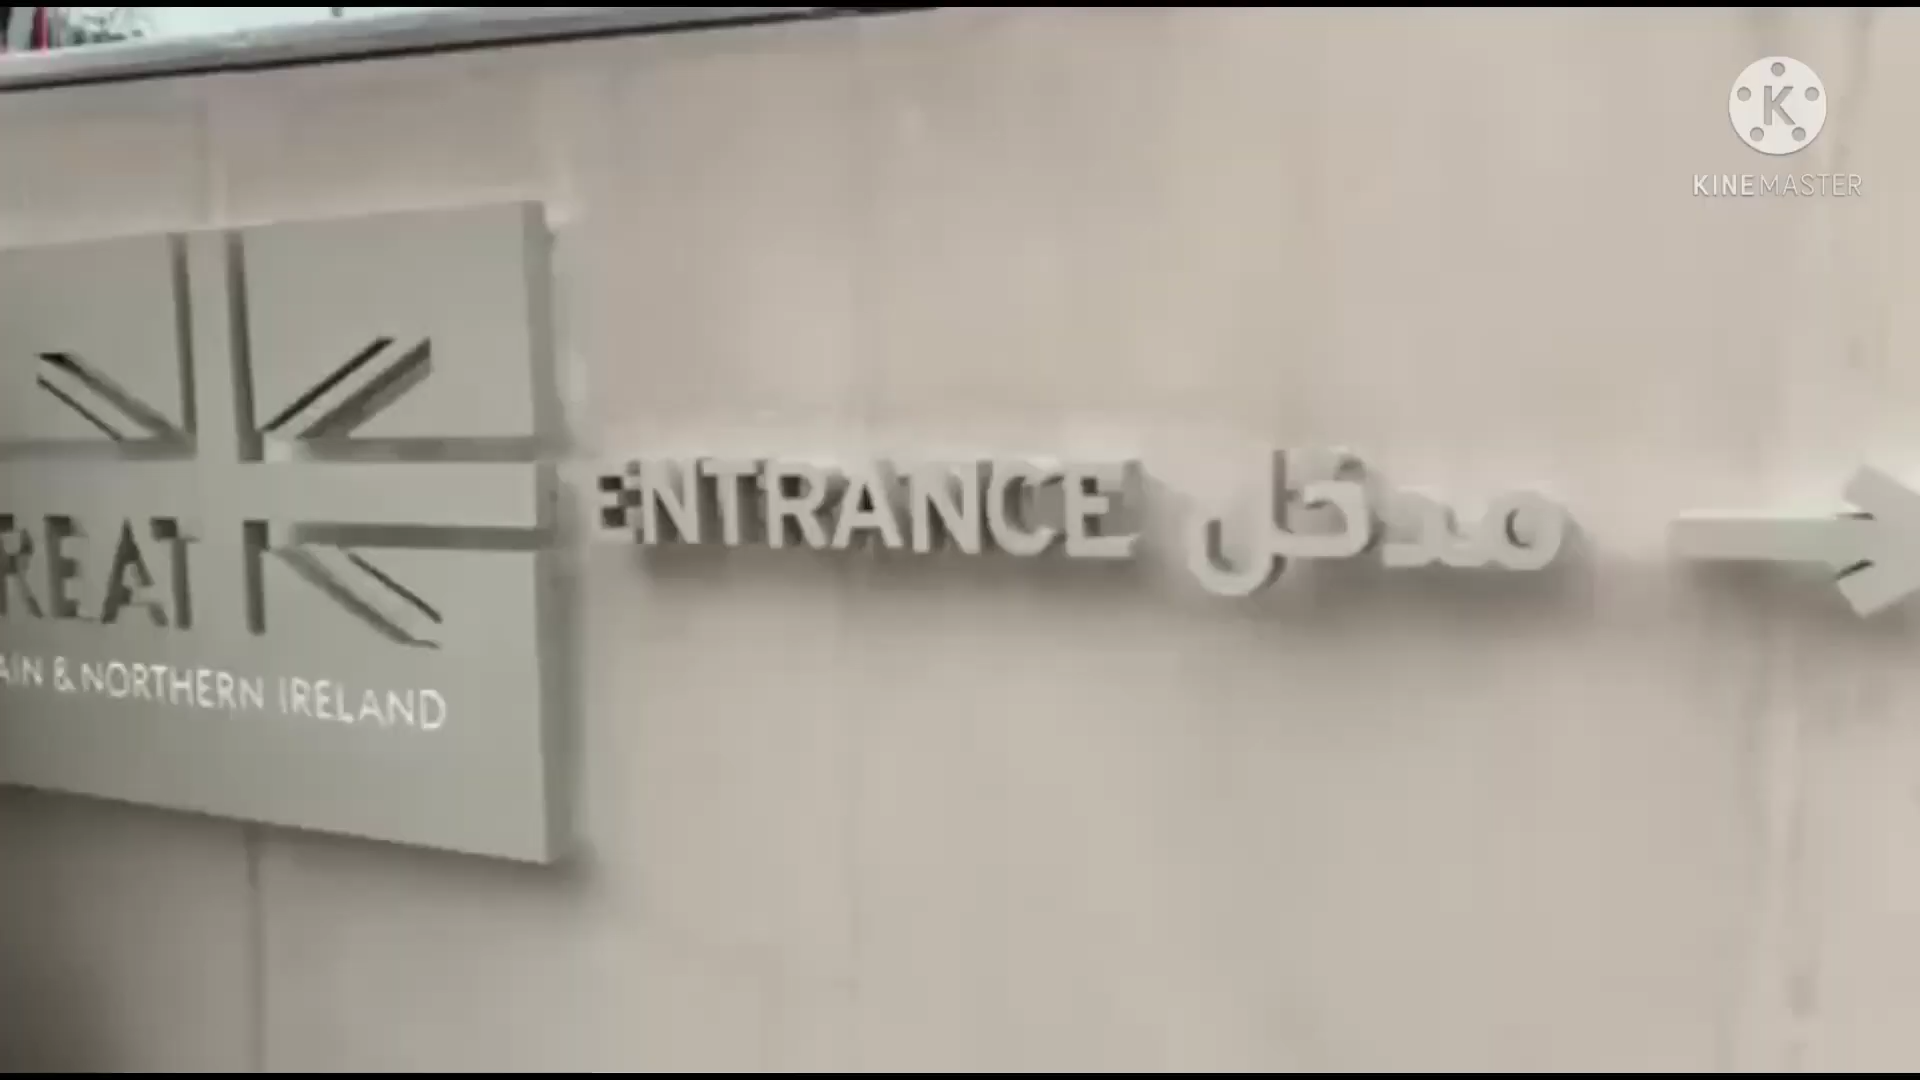 REAT
AIN & NORTHERN IRELAND
ENTRANCE مدخل
K
KINEMASTER